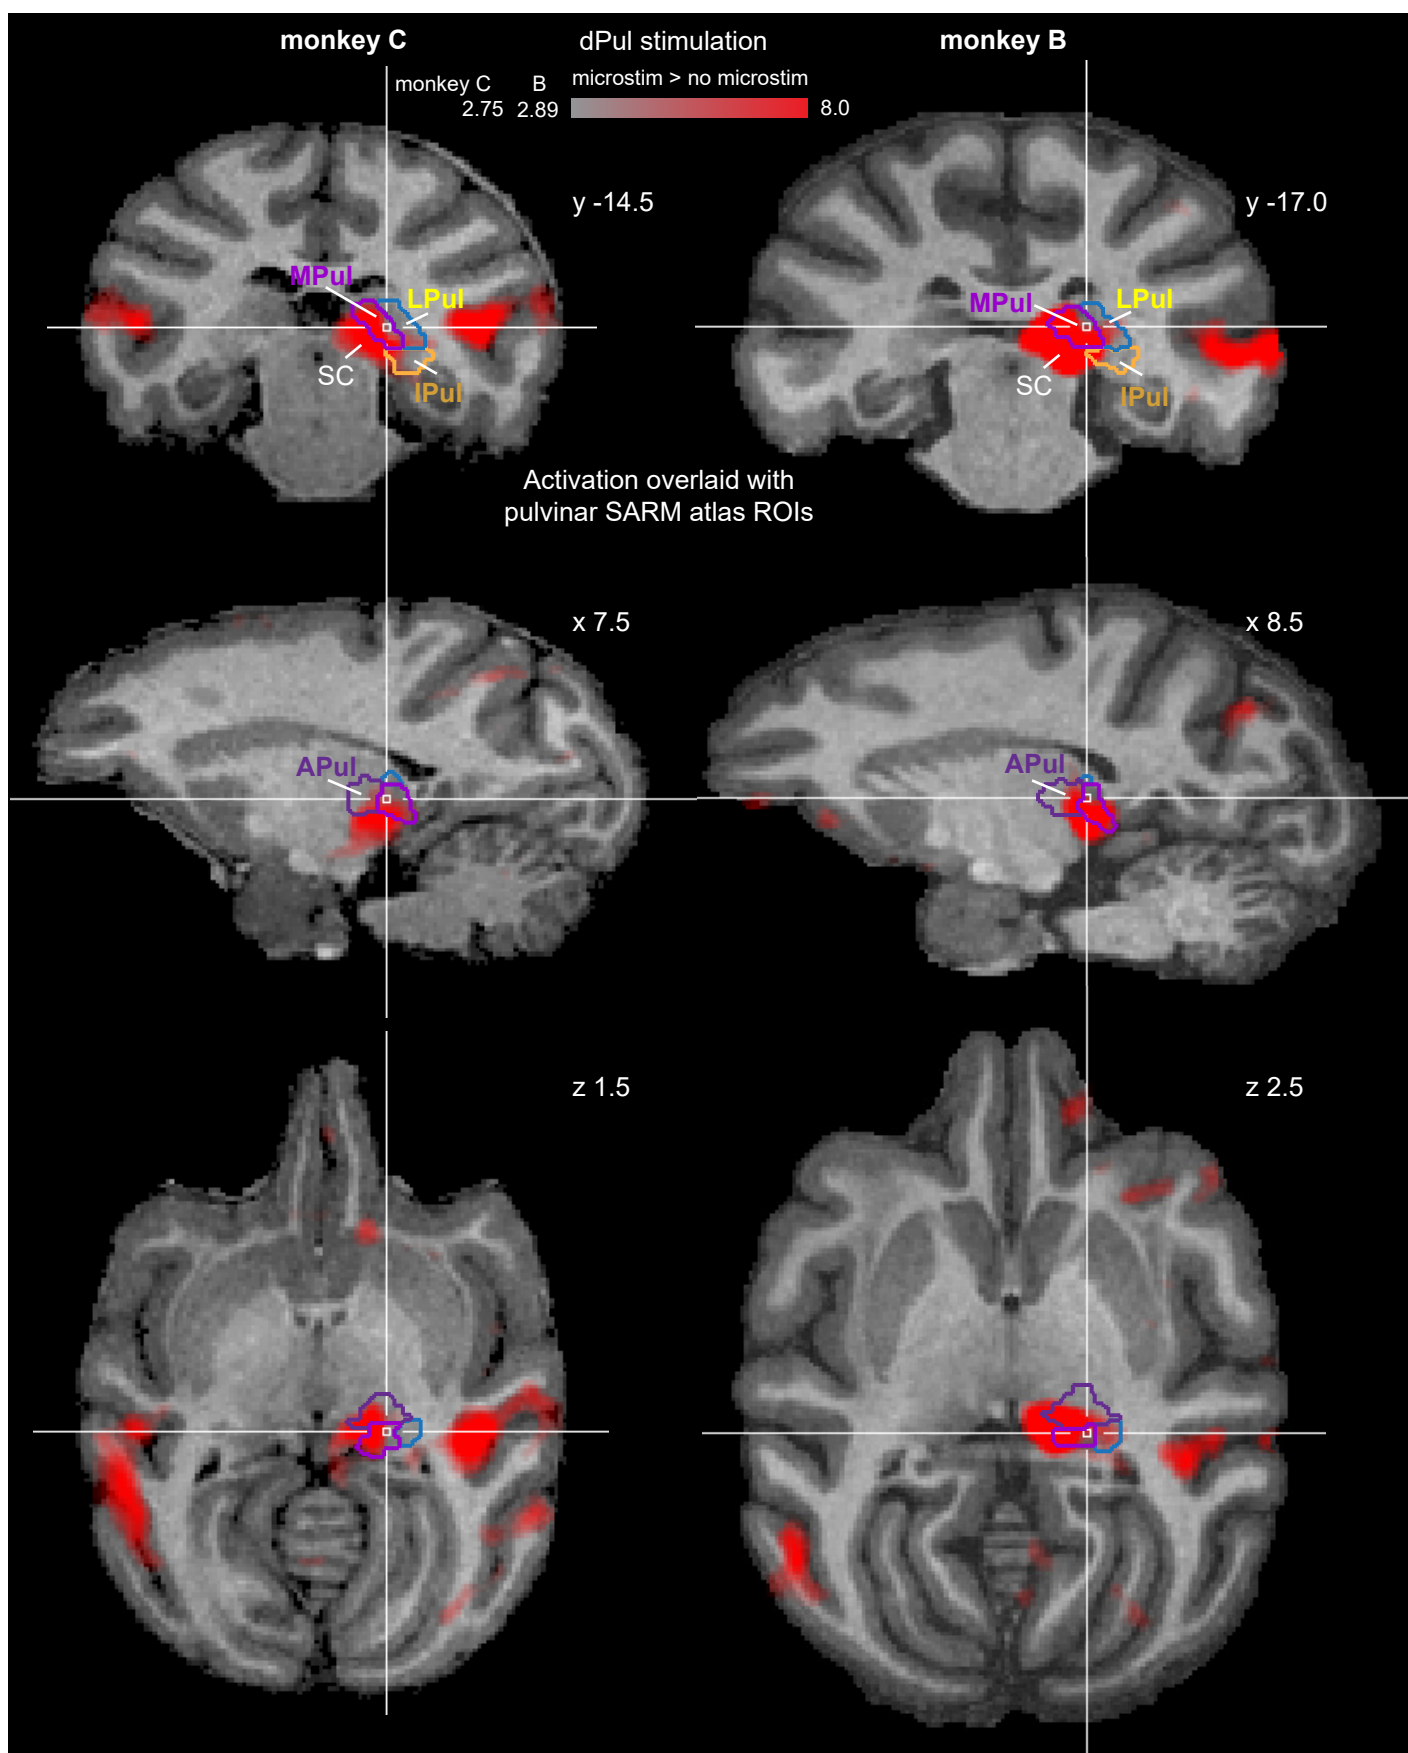 monkey C
dPul stimulation
monkey B
monkey C B microstim > no microstim
2.75 2.89 8.0
y -14.5
y -17.0
MPul
LPul
SC
IPul
MPul
LPul
SC
IPul
Activation overlaid with
pulvinar SARM atlas ROIs
x 7.5
x 8.5
APul
APul
z 1.5
z 2.5